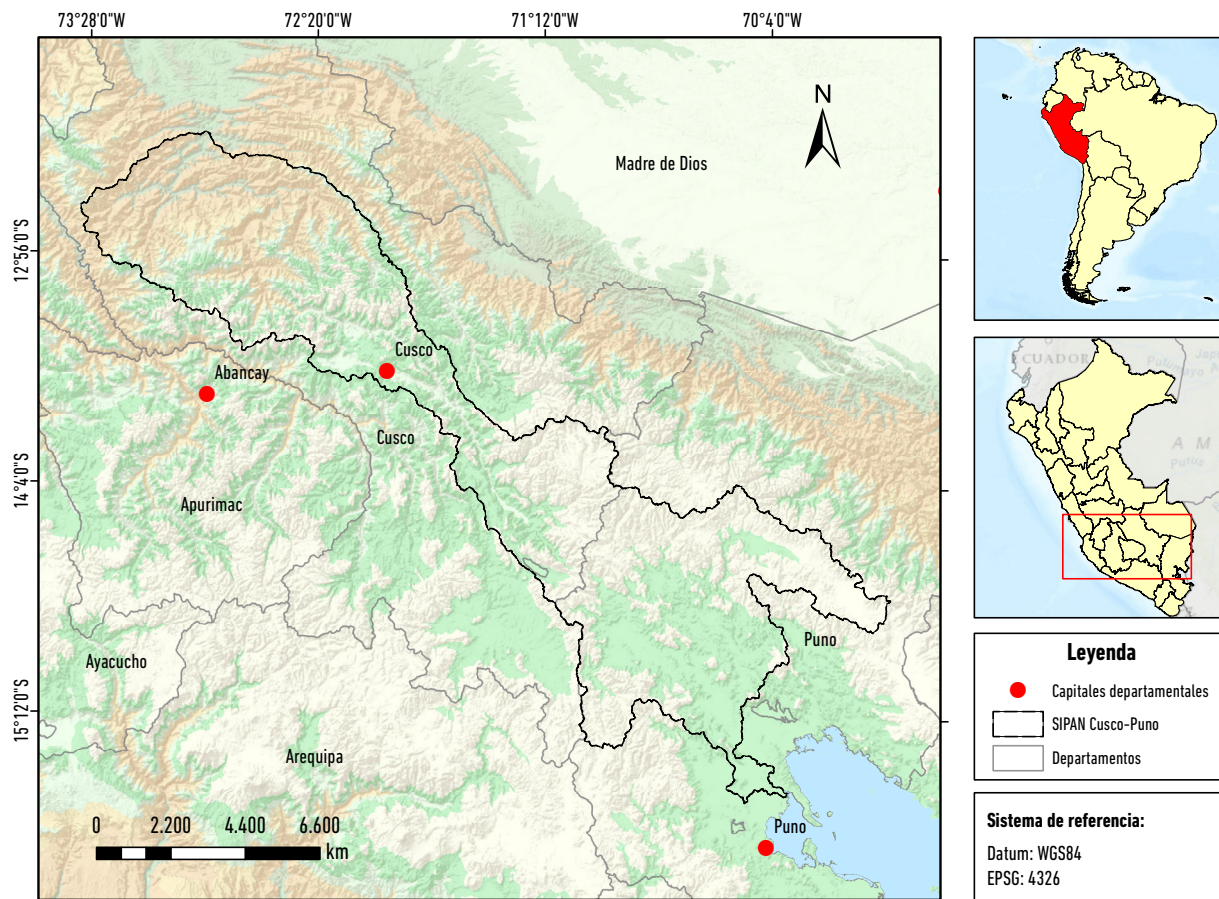 73°28'0"W
72°20'0"W
71°12'0"W
70°4'0"W
12°56'0"S
14°4'0"S
15°12'0"S
N
Madre de Dios
Cusco
Abancay
Cusco
Apurimac
Ayacucho
Puno
Arequipa
Puno
0 2.200 4.400 6.600
km
ECUADOR
Leyenda
Capitales departamentales
SIPAN Cusco-Puno
Departamentos
Sistema de referencia:
Datum: WGS84
EPSG: 4326